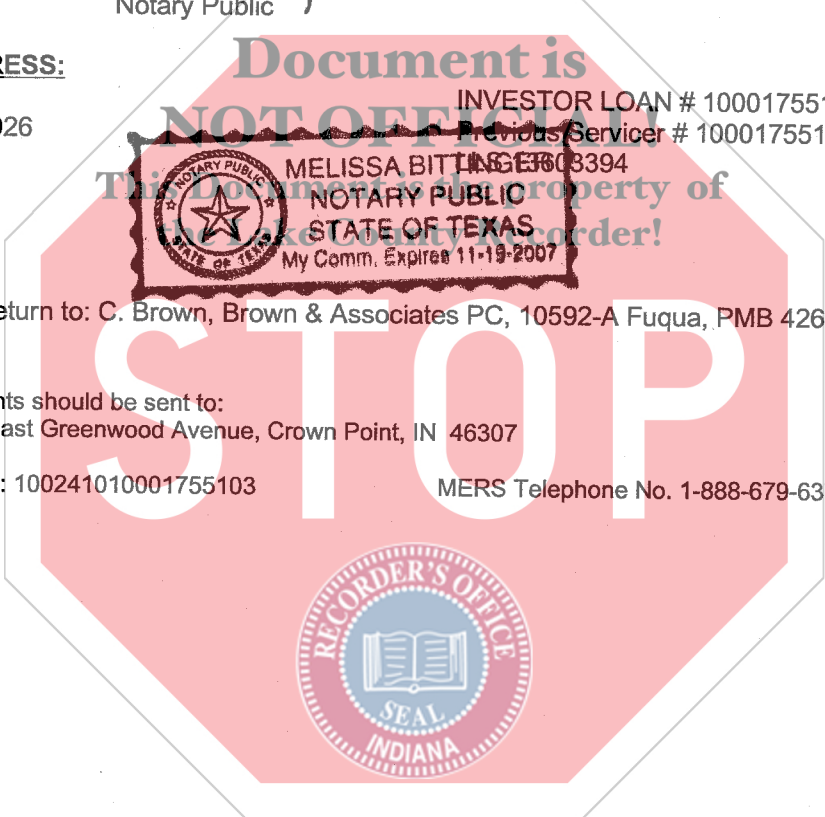 Notary Public
RESS:
Document is
INVESTOR LOAN # 100017551
026
NOT OFFICIAL!
Previous/Servicer # 100017551
MELISSA BITTLINGER
3608394
This Document is the property of
NOTARY PUBLIC
STATE OF TEXAS
the Lake County Recorder!
My Comm. Expires 11-19-2007
NOTARY PUBLIC
STATE OF TEXAS
eturn to: C. Brown, Brown & Associates PC, 10592-A Fuqua, PMB 426
STOP
nts should be sent to:
ast Greenwood Avenue, Crown Point, IN 46307
: 100241010001755103 MERS Telephone No. 1-888-679-63
RECORDER'S OFFICE
SEAL
INDIANA